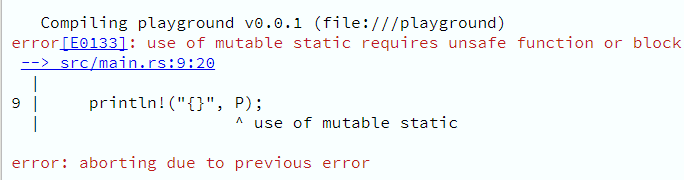 Compiling playground v0.0.1 (file:///playground)
error[E0133]: use of mutable static requires unsafe function or block
--> src/main.rs:9:20
|
9 |     println!("{}", P);
|                    ^ use of mutable static
error: aborting due to previous error